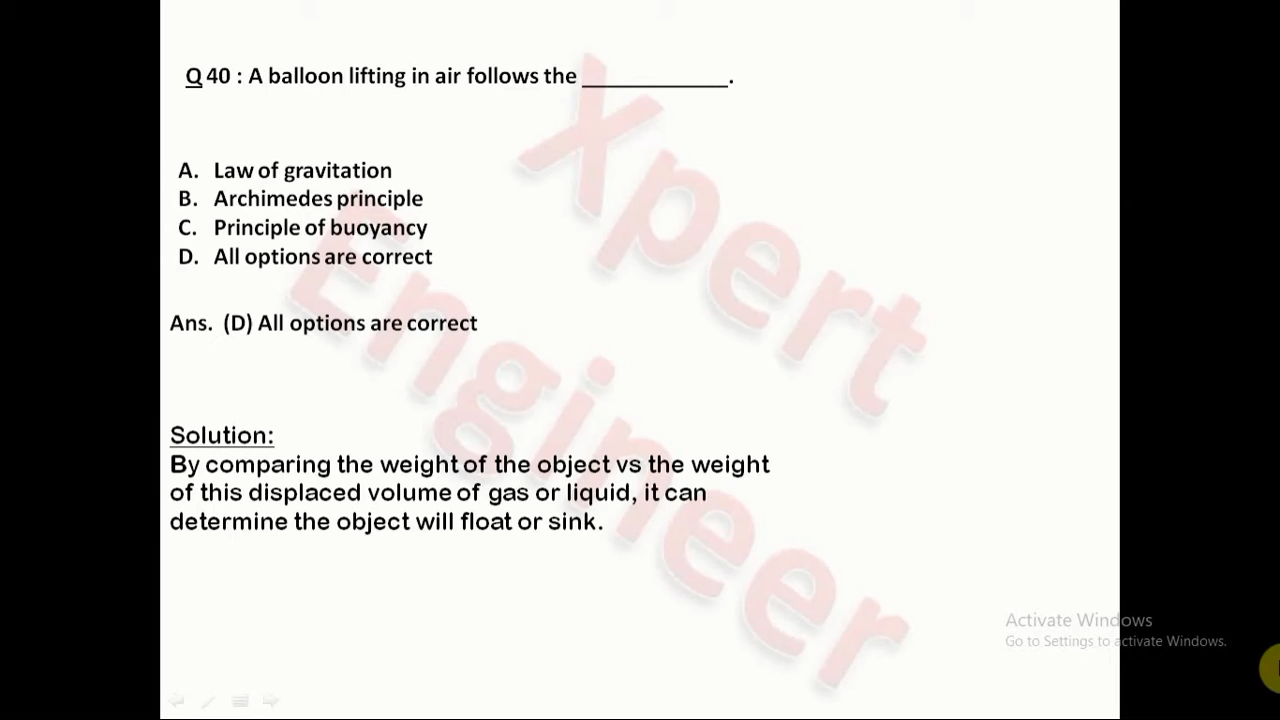 Q 40 : A balloon lifting in air follows the ____________.
A. Law of gravitation
B. Archimedes principle
C. Principle of buoyancy
D. All options are correct
Ans. (D) All options are correct
Solution:
By comparing the weight of the object vs the weight
of this displaced volume of gas or liquid, it can
determine the object will float or sink.
Xpert
Engineer
Activate Windows
Go to Settings to activate Windows.